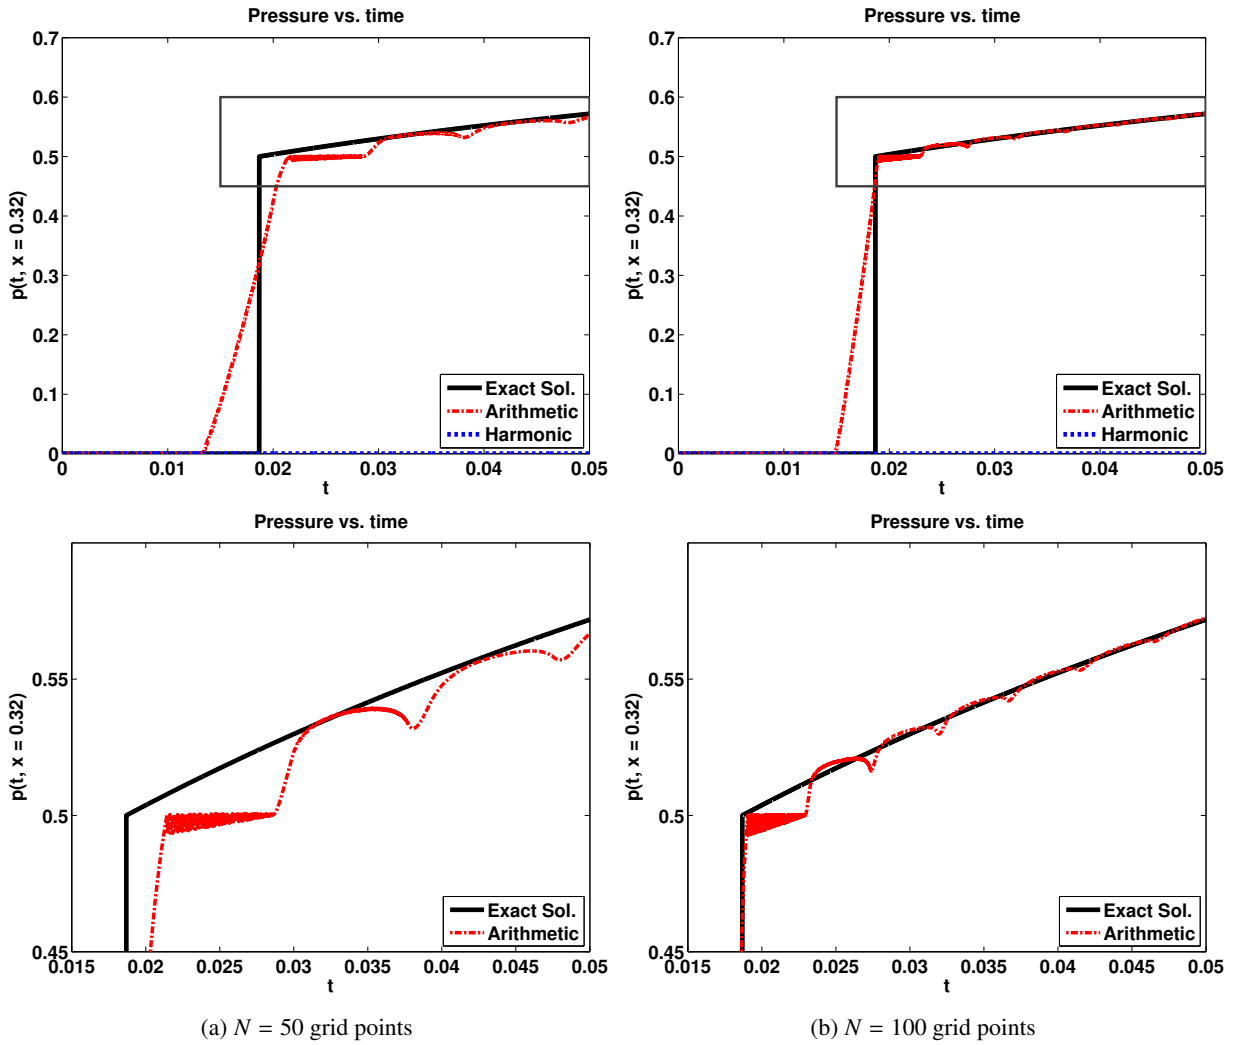 Pressure vs. time
0.7
0.6
0.5
0.4
0.3
0.2
0.1
0
p(t, x = 0.32)
Exact Sol.
Arithmetic
Harmonic
0 0.01 0.02 0.03 0.04 0.05
t
Pressure vs. time
0.7
0.6
0.5
0.4
0.3
0.2
0.1
0
p(t, x = 0.32)
Exact Sol.
Arithmetic
Harmonic
0 0.01 0.02 0.03 0.04 0.05
t
Pressure vs. time
0.55
0.5
0.45
p(t, x = 0.32)
Exact Sol.
Arithmetic
0.015 0.02 0.025 0.03 0.035 0.04 0.045 0.05
t
(a) N = 50 grid points
Pressure vs. time
0.55
0.5
0.45
p(t, x = 0.32)
Exact Sol.
Arithmetic
0.015 0.02 0.025 0.03 0.035 0.04 0.045 0.05
t
(b) N = 100 grid points